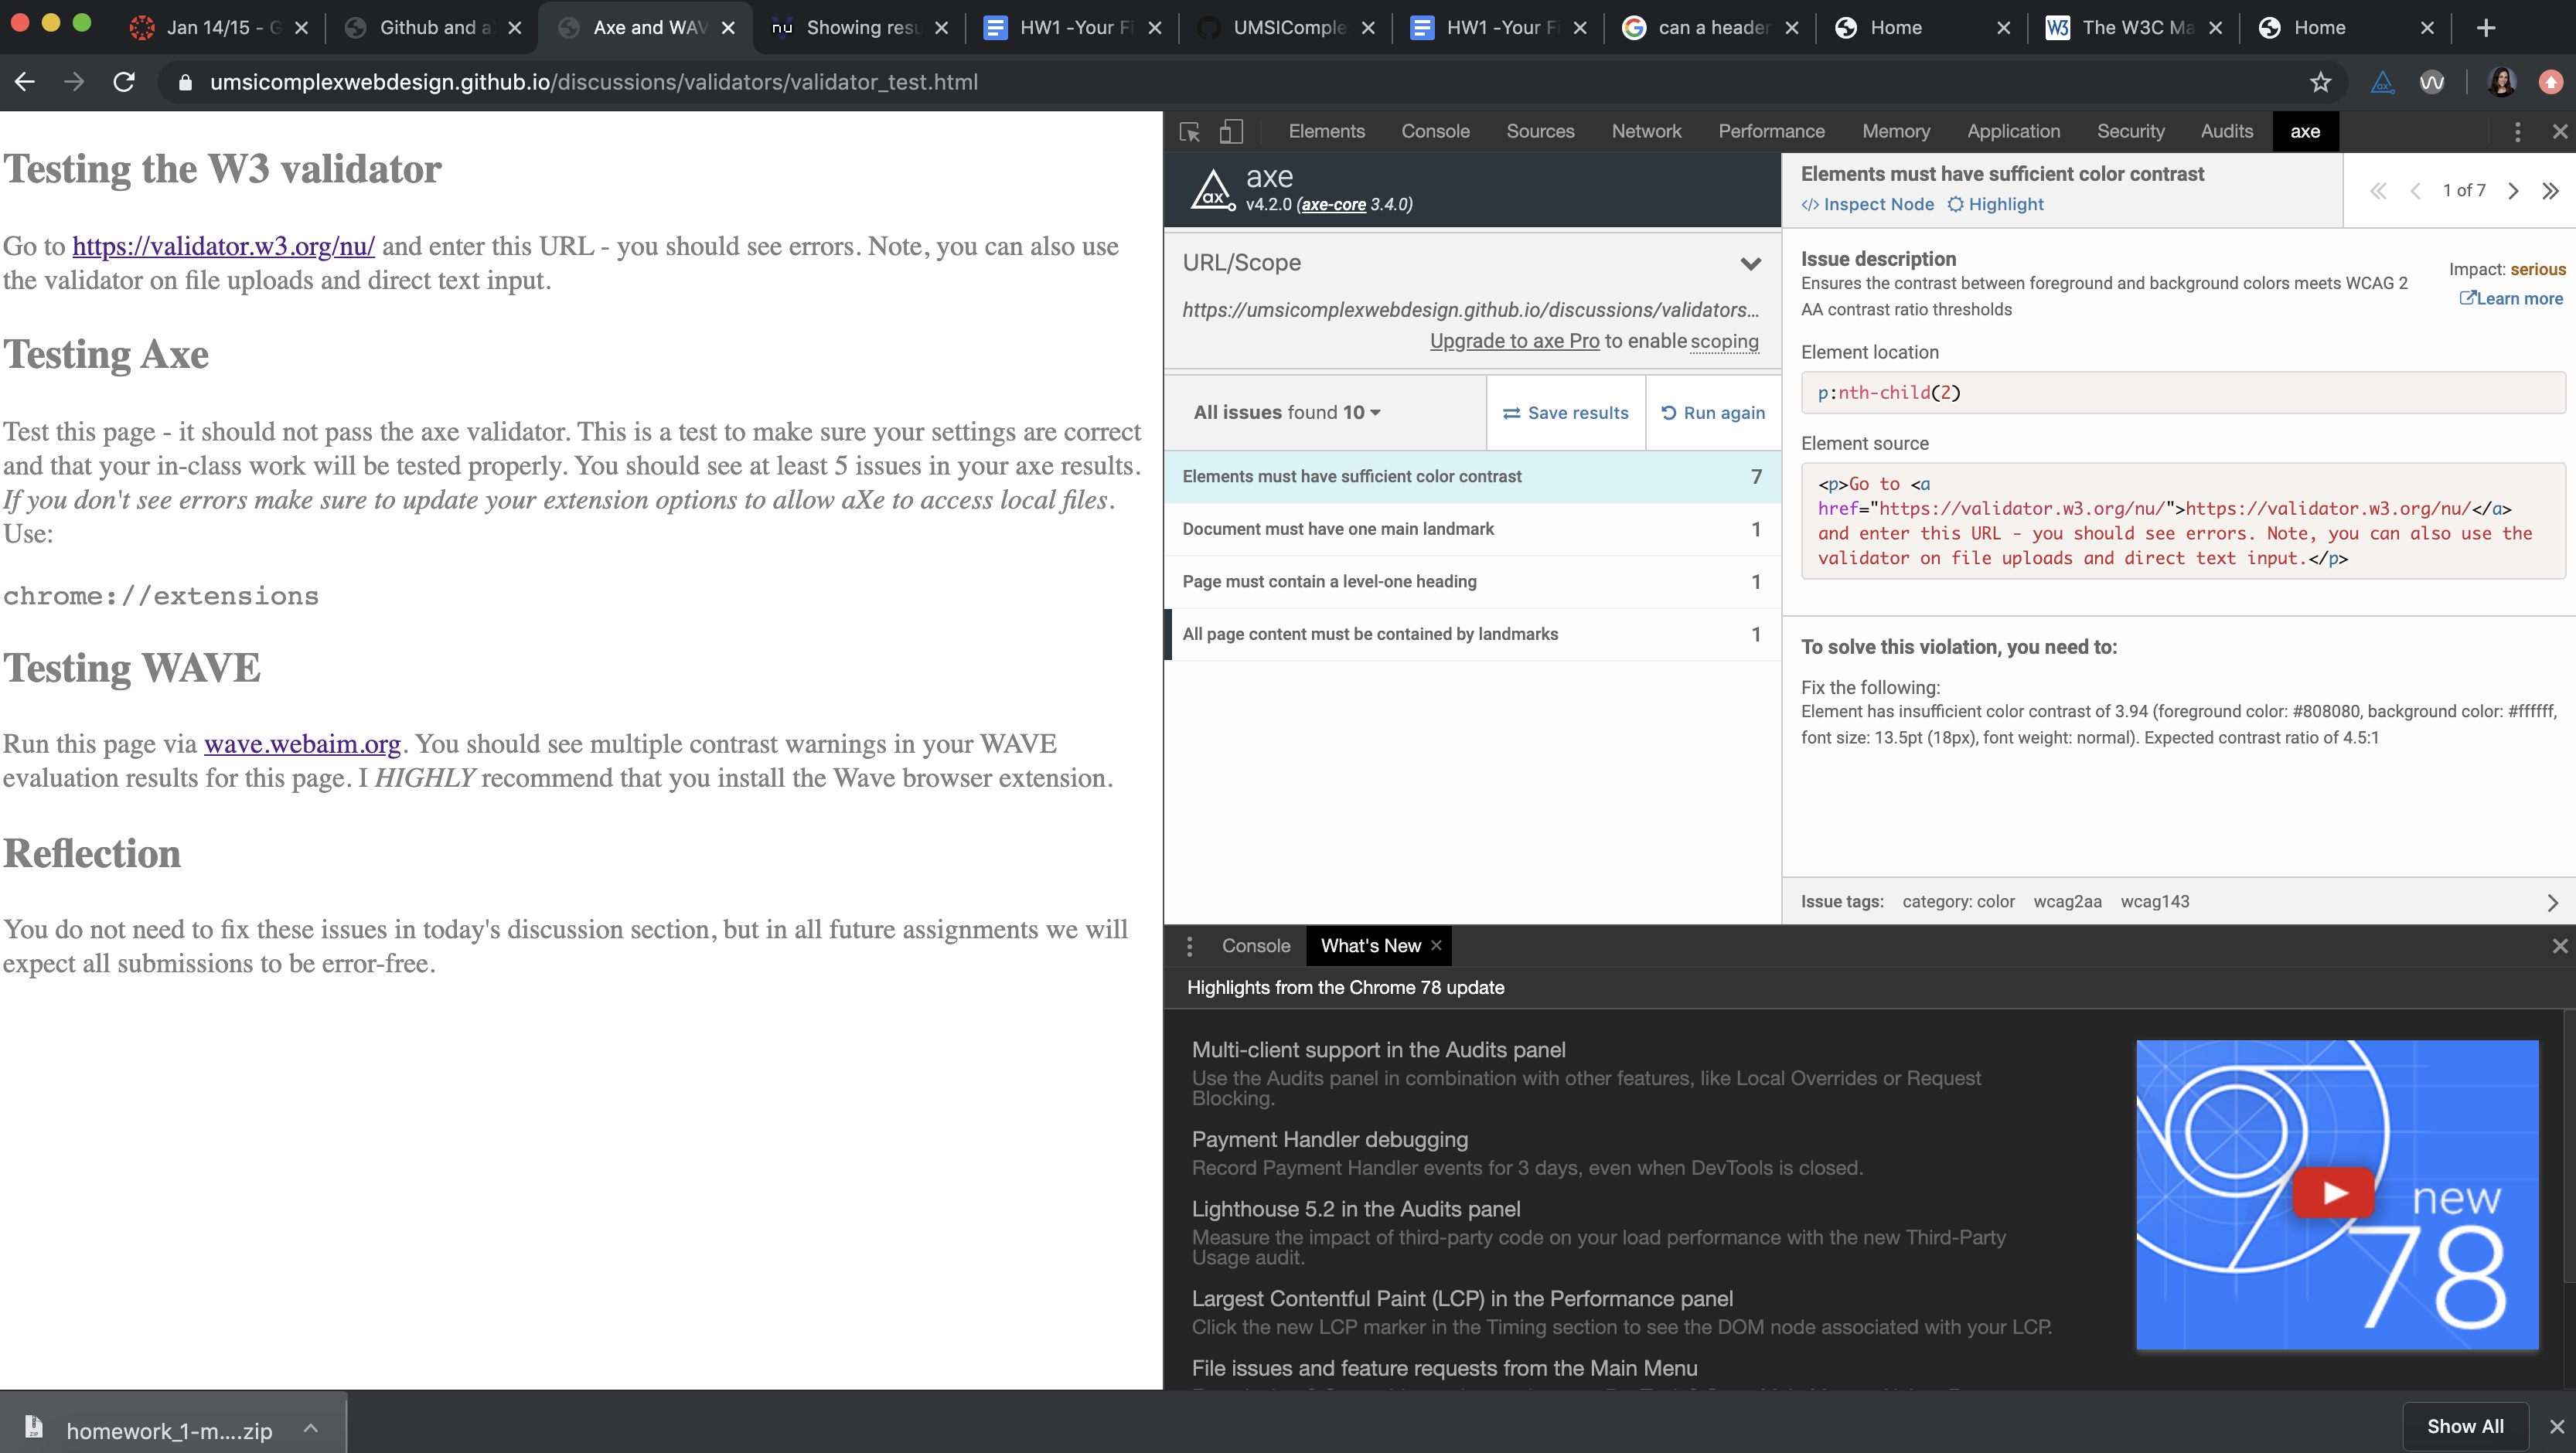 Jan 14/15 - G
Github and a
Axe and WAV
nu Showing resu
HW1 -Your Fi
UMSIComple
HW1 -Your Fi
can a header
Home
W3 The W3C Ma
Home
umsicomplexwebdesign.github.io/discussions/validators/validator_test.html
Testing the W3 validator
Go to https://validator.w3.org/nu/ and enter this URL - you should see errors. Note, you can also use
the validator on file uploads and direct text input.
Testing Axe
Test this page - it should not pass the axe validator. This is a test to make sure your settings are correct
and that your in-class work will be tested properly. You should see at least 5 issues in your axe results.
If you don't see errors make sure to update your extension options to allow aXe to access local files.
Use:
chrome://extensions
Testing WAVE
Run this page via wave.webaim.org. You should see multiple contrast warnings in your WAVE
evaluation results for this page. I HIGHLY recommend that you install the Wave browser extension.
Reflection
You do not need to fix these issues in today's discussion section, but in all future assignments we will
expect all submissions to be error-free.
Elements Console Sources Network Performance Memory Application Security Audits axe
ax axe
v4.2.0 (axe-core 3.4.0)
URL/Scope
https://umsicomplexwebdesign.github.io/discussions/validators...
Upgrade to axe Pro to enable scoping
All issues found 10
Save results
Run again
Elements must have sufficient color contrast 7
Document must have one main landmark 1
Page must contain a level-one heading 1
All page content must be contained by landmarks 1
Elements must have sufficient color contrast
</> Inspect Node Highlight
1 of 7
Issue description
Ensures the contrast between foreground and background colors meets WCAG 2
AA contrast ratio thresholds
Impact: serious
Learn more
Element location
p:nth-child(2)
Element source
<p>Go to <a
href="https://validator.w3.org/nu/">https://validator.w3.org/nu/</a>
and enter this URL - you should see errors. Note, you can also use the
validator on file uploads and direct text input.</p>
To solve this violation, you need to:
Fix the following:
Element has insufficient color contrast of 3.94 (foreground color: #808080, background color: #ffffff,
font size: 13.5pt (18px), font weight: normal). Expected contrast ratio of 4.5:1
Issue tags: category: color wcag2aa wcag143
Console What's New
Highlights from the Chrome 78 update
Multi-client support in the Audits panel
Use the Audits panel in combination with other features, like Local Overrides or Request
Blocking.
Payment Handler debugging
Record Payment Handler events for 3 days, even when DevTools is closed.
Lighthouse 5.2 in the Audits panel
Measure the impact of third-party code on your load performance with the new Third-Party
Usage audit.
Largest Contentful Paint (LCP) in the Performance panel
Click the new LCP marker in the Timing section to see the DOM node associated with your LCP.
File issues and feature requests from the Main Menu
new
78
homework_1-m....zip
Show All